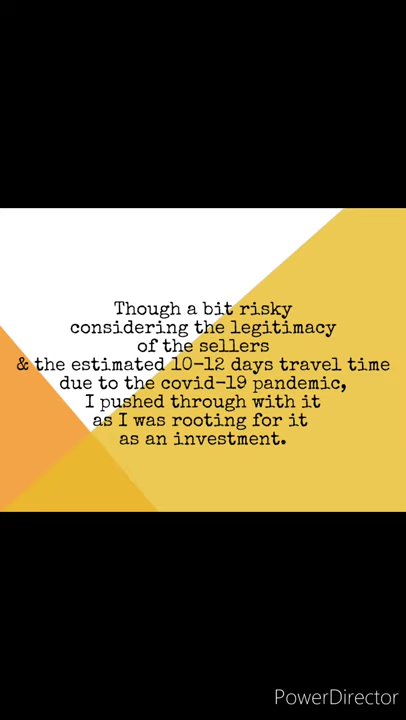 Though a bit risky
considering the legitimacy
of the sellers
& the estimated 10-12 days travel time
due to the covid-19 pandemic,
I pushed through with it
as I was rooting for it
as an investment.
PowerDirector